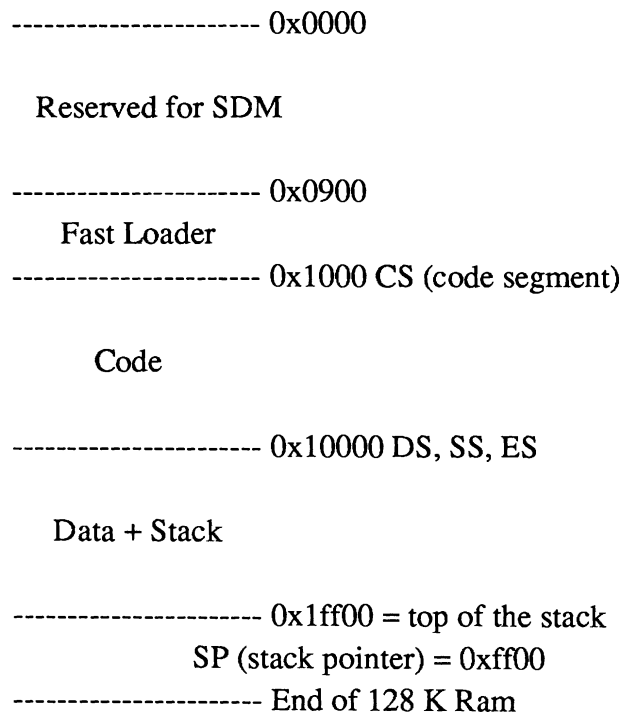 ----------------------- 0x0000
Reserved for SDM
----------------------- 0x0900
Fast Loader
----------------------- 0x1000 CS (code segment)
Code
----------------------- 0x10000 DS, SS, ES
Data + Stack
----------------------- 0x1ff00 = top of the stack
SP (stack pointer) = 0xff00
----------------------- End of 128 K Ram